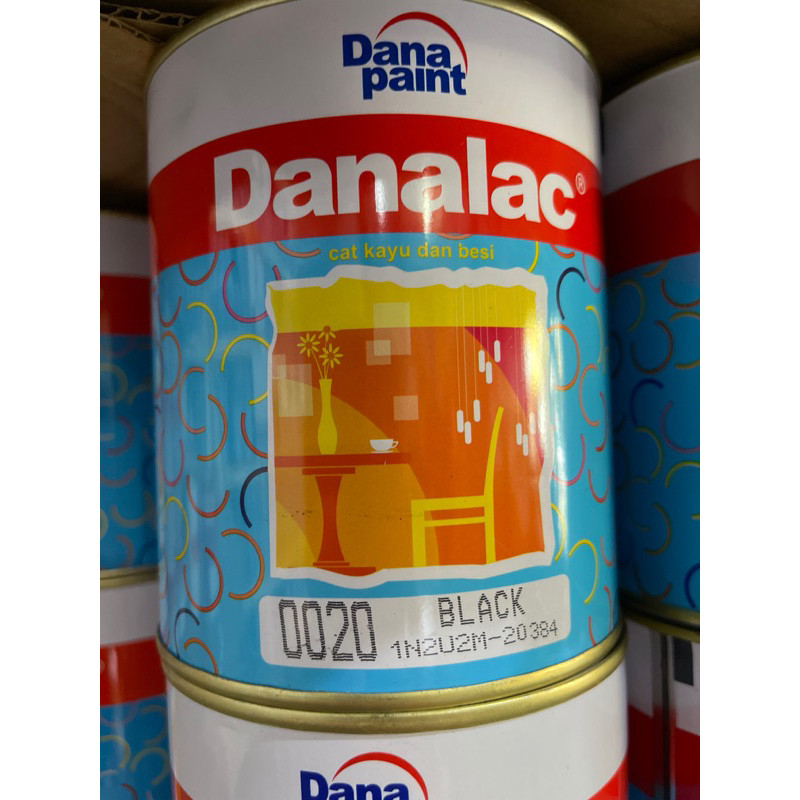 Dana
paint
Danalac®
cat kayu dan besi
0020 BLACK
1N2U2M-20384
Dana